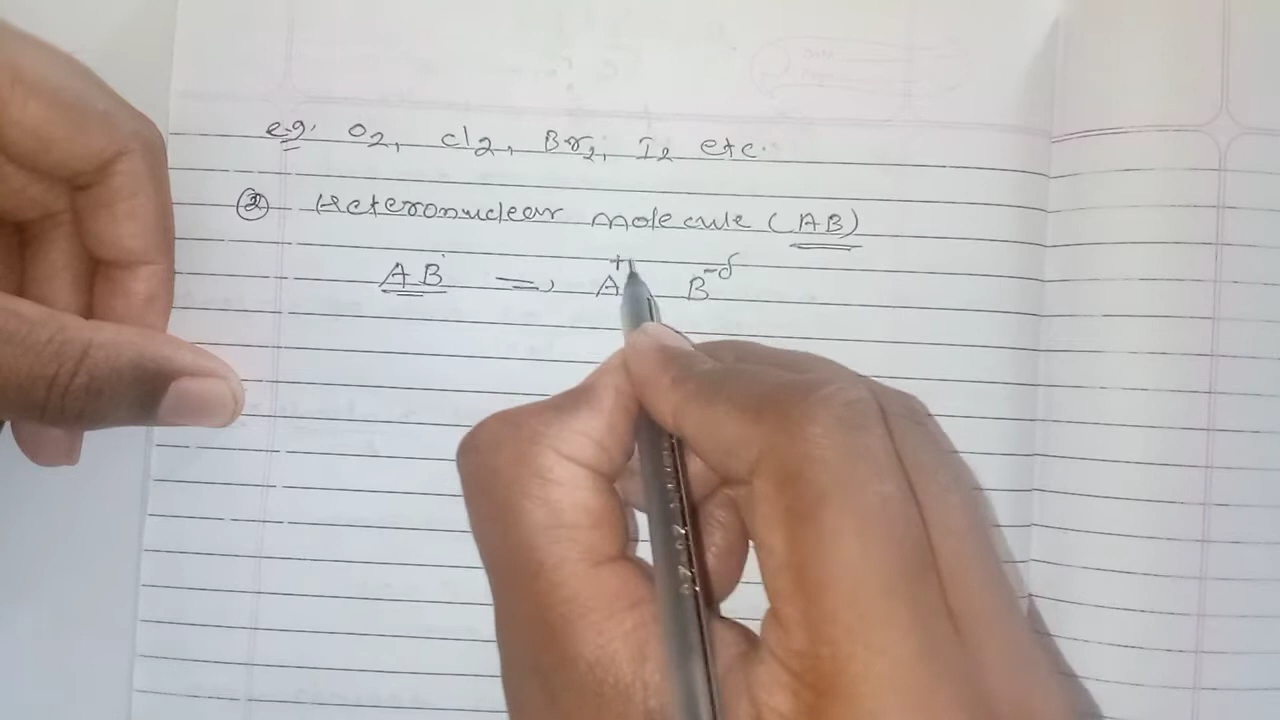 e.g. O2, Cl2, Br2, I2 etc.
② Heteronuclear molecule (AB)
AB => A+ B-δ